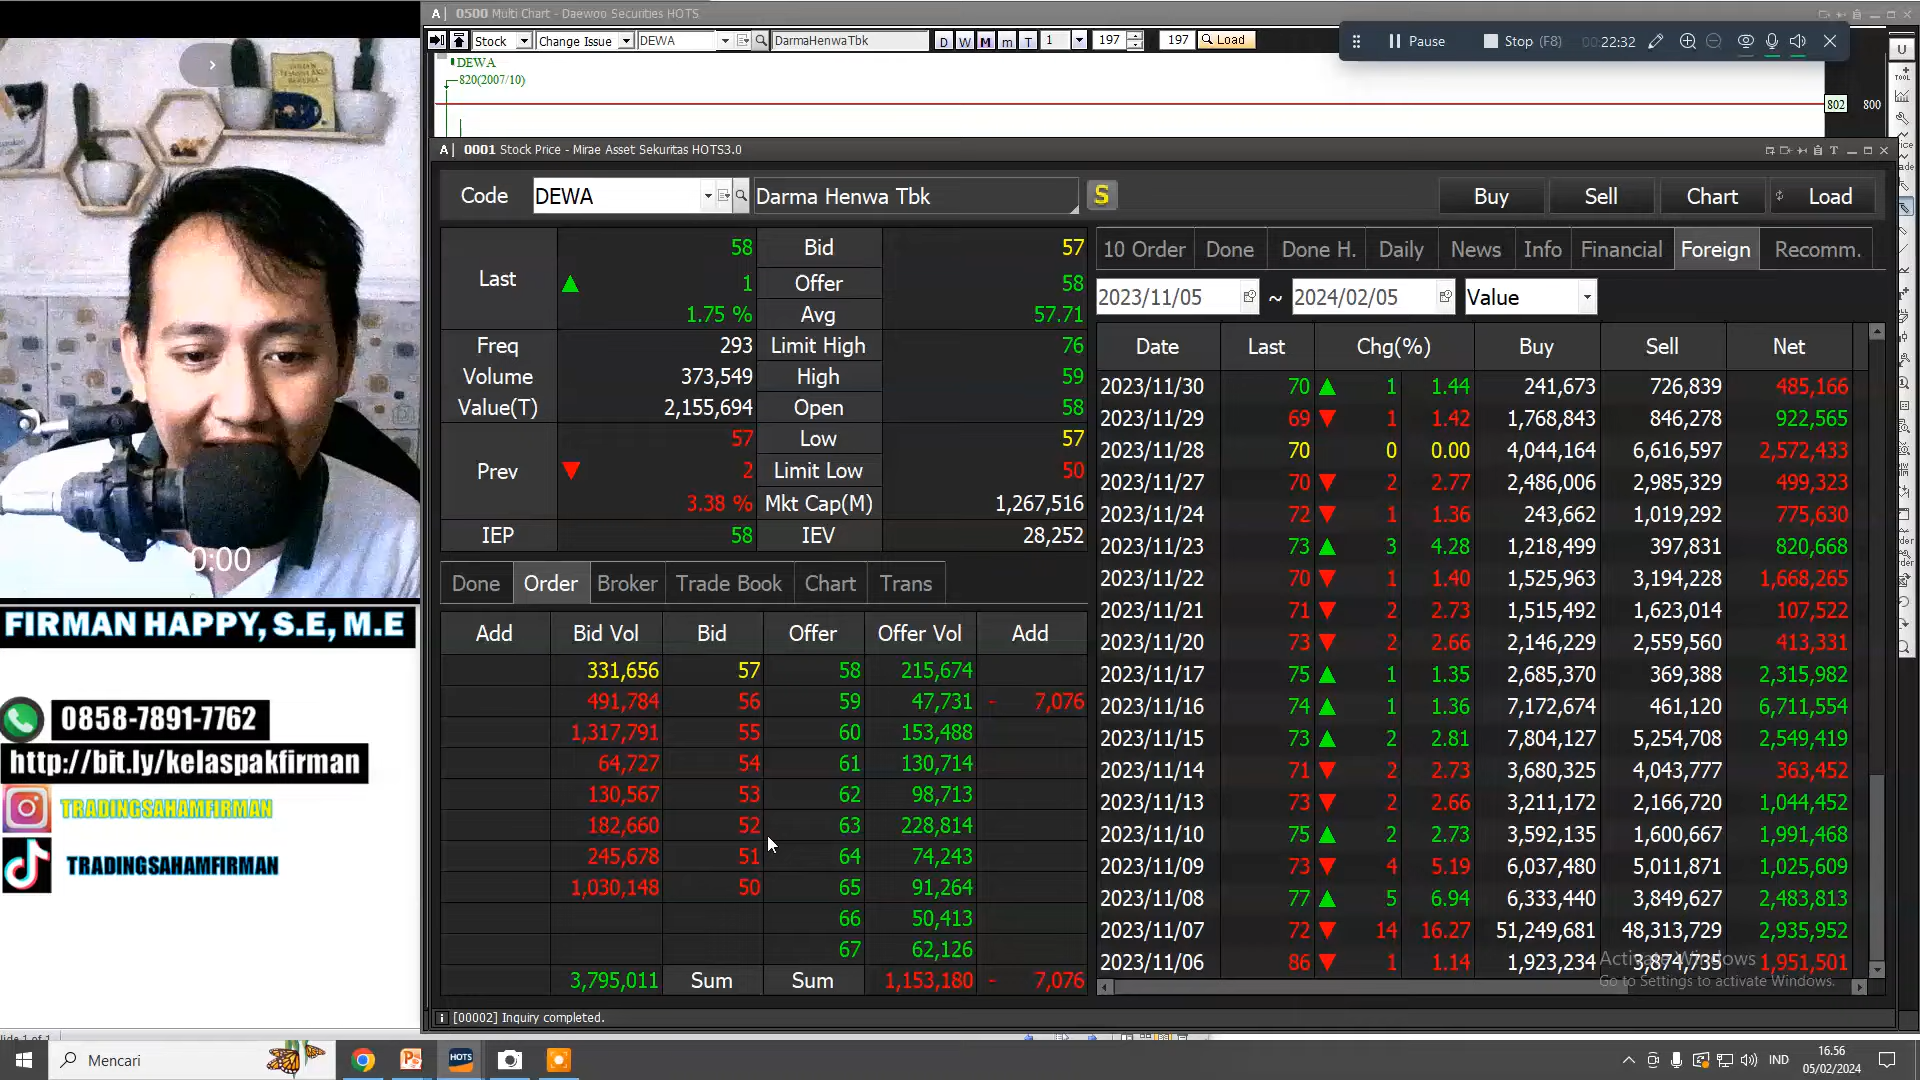 0500 Multi Chart - Daewoo Securities HOTS
Stock Change Issue DEWA DarmaHenwaTbk D W M m T 1 197 197 Load
Pause Stop (F8) 00:22:32
DEWA
820(2007/10)
802 800
0001 Stock Price - Mirae Asset Sekuritas HOTS3.0
Code DEWA Darma Henwa Tbk S Buy Sell Chart Load
Last 58 Bid 57
1 Offer 58
1.75 % Avg 57.71
Freq 293 Limit High 76
Volume 373,549 High 59
Value(T) 2,155,694 Open 58
Prev 57 Low 57
2 Limit Low 50
3.38 % Mkt Cap(M) 1,267,516
IEP 58 IEV 28,252
Done Order Broker Trade Book Chart Trans
Add Bid Vol Bid Offer Offer Vol Add
331,656 57 58 215,674
491,784 56 59 47,731 - 7,076
1,317,791 55 60 153,488
64,727 54 61 130,714
130,567 53 62 98,713
182,660 52 63 228,814
245,678 51 64 74,243
1,030,148 50 65 91,264
66 50,413
67 62,126
3,795,011 Sum Sum 1,153,180 - 7,076
[00002] Inquiry completed.
10 Order Done Done H. Daily News Info Financial Foreign Recomm.
2023/11/05 ~ 2024/02/05 Value
Date Last Chg(%) Buy Sell Net
2023/11/30 70 1 1.44 241,673 726,839 485,166
2023/11/29 69 1 1.42 1,768,843 846,278 922,565
2023/11/28 70 0 0.00 4,044,164 6,616,597 2,572,433
2023/11/27 70 2 2.77 2,486,006 2,985,329 499,323
2023/11/24 72 1 1.36 243,662 1,019,292 775,630
2023/11/23 73 3 4.28 1,218,499 397,831 820,668
2023/11/22 70 1 1.40 1,525,963 3,194,228 1,668,265
2023/11/21 71 2 2.73 1,515,492 1,623,014 107,522
2023/11/20 73 2 2.66 2,146,229 2,559,560 413,331
2023/11/17 75 1 1.35 2,685,370 369,388 2,315,982
2023/11/16 74 1 1.36 7,172,674 461,120 6,711,554
2023/11/15 73 2 2.81 7,804,127 5,254,708 2,549,419
2023/11/14 71 2 2.73 3,680,325 4,043,777 363,452
2023/11/13 73 2 2.66 3,211,172 2,166,720 1,044,452
2023/11/10 75 2 2.73 3,592,135 1,600,667 1,991,468
2023/11/09 73 4 5.19 6,037,480 5,011,871 1,025,609
2023/11/08 77 5 6.94 6,333,440 3,849,627 2,483,813
2023/11/07 72 14 16.27 51,249,681 48,313,729 2,935,952
2023/11/06 86 1 1.14 1,923,234 3,874,735 1,951,501
Activate Windows
Go to Settings to activate Windows.
0:00
FIRMAN HAPPY, S.E, M.E
0858-7891-7762
http://bit.ly/kelaspakfirman
TRADINGSAHAMFIRMAN
TRADINGSAHAMFIRMAN
Mencari
HOTS
IND
16.56
05/02/2024